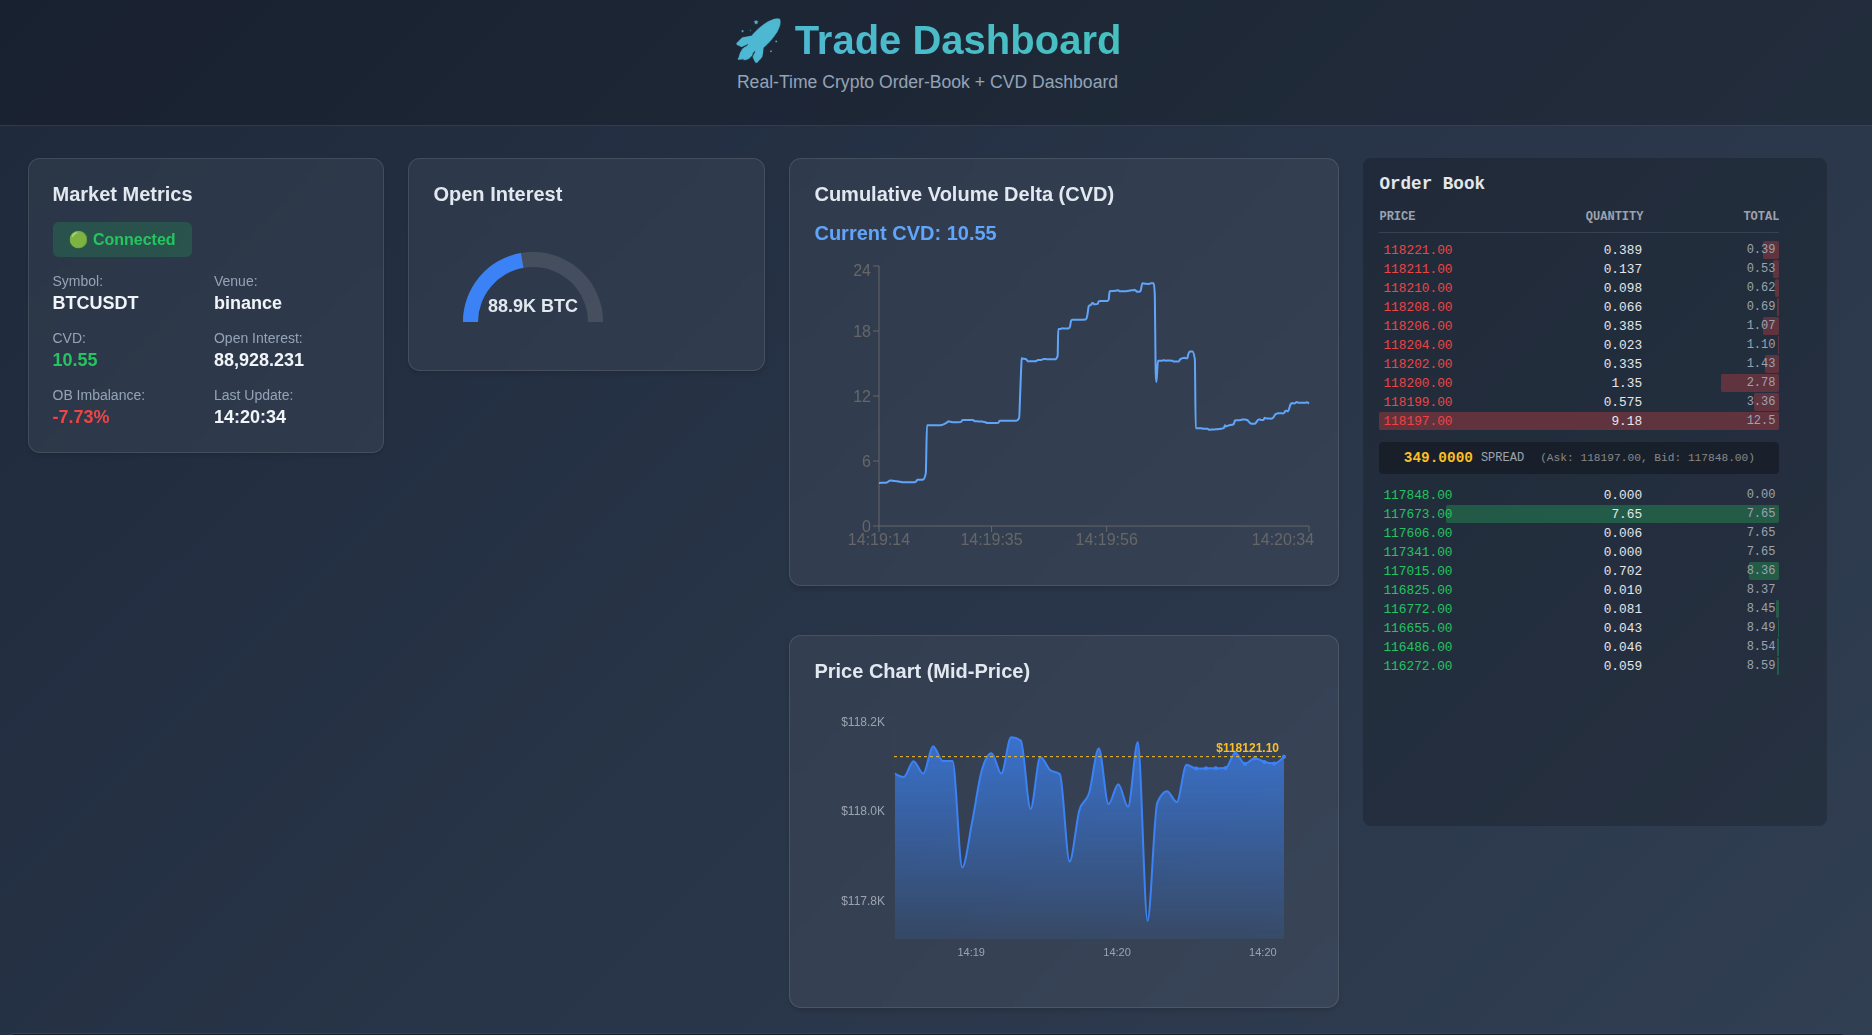 Trade Dashboard
Real-Time Crypto Order-Book + CVD Dashboard
Market Metrics
Connected
Symbol: Venue:
BTCUSDT binance
CVD: Open Interest:
10.55 88,928.231
OB Imbalance: Last Update:
-7.73% 14:20:34
Open Interest
88.9K BTC
Cumulative Volume Delta (CVD)
Current CVD: 10.55
24
18
12
6
0
14:19:14 14:19:35 14:19:56 14:20:34
Price Chart (Mid-Price)
$118.2K
$118121.10
$118.0K
$117.8K
14:19 14:20 14:20
Order Book
PRICE QUANTITY TOTAL
118221.00 0.389 0.39
118211.00 0.137 0.53
118210.00 0.098 0.62
118208.00 0.066 0.69
118206.00 0.385 1.07
118204.00 0.023 1.10
118202.00 0.335 1.43
118200.00 1.35 2.78
118199.00 0.575 3.36
118197.00 9.18 12.5
349.0000 SPREAD (Ask: 118197.00, Bid: 117848.00)
117848.00 0.000 0.00
117673.00 7.65 7.65
117606.00 0.006 7.65
117341.00 0.000 7.65
117015.00 0.702 8.36
116825.00 0.010 8.37
116772.00 0.081 8.45
116655.00 0.043 8.49
116486.00 0.046 8.54
116272.00 0.059 8.59